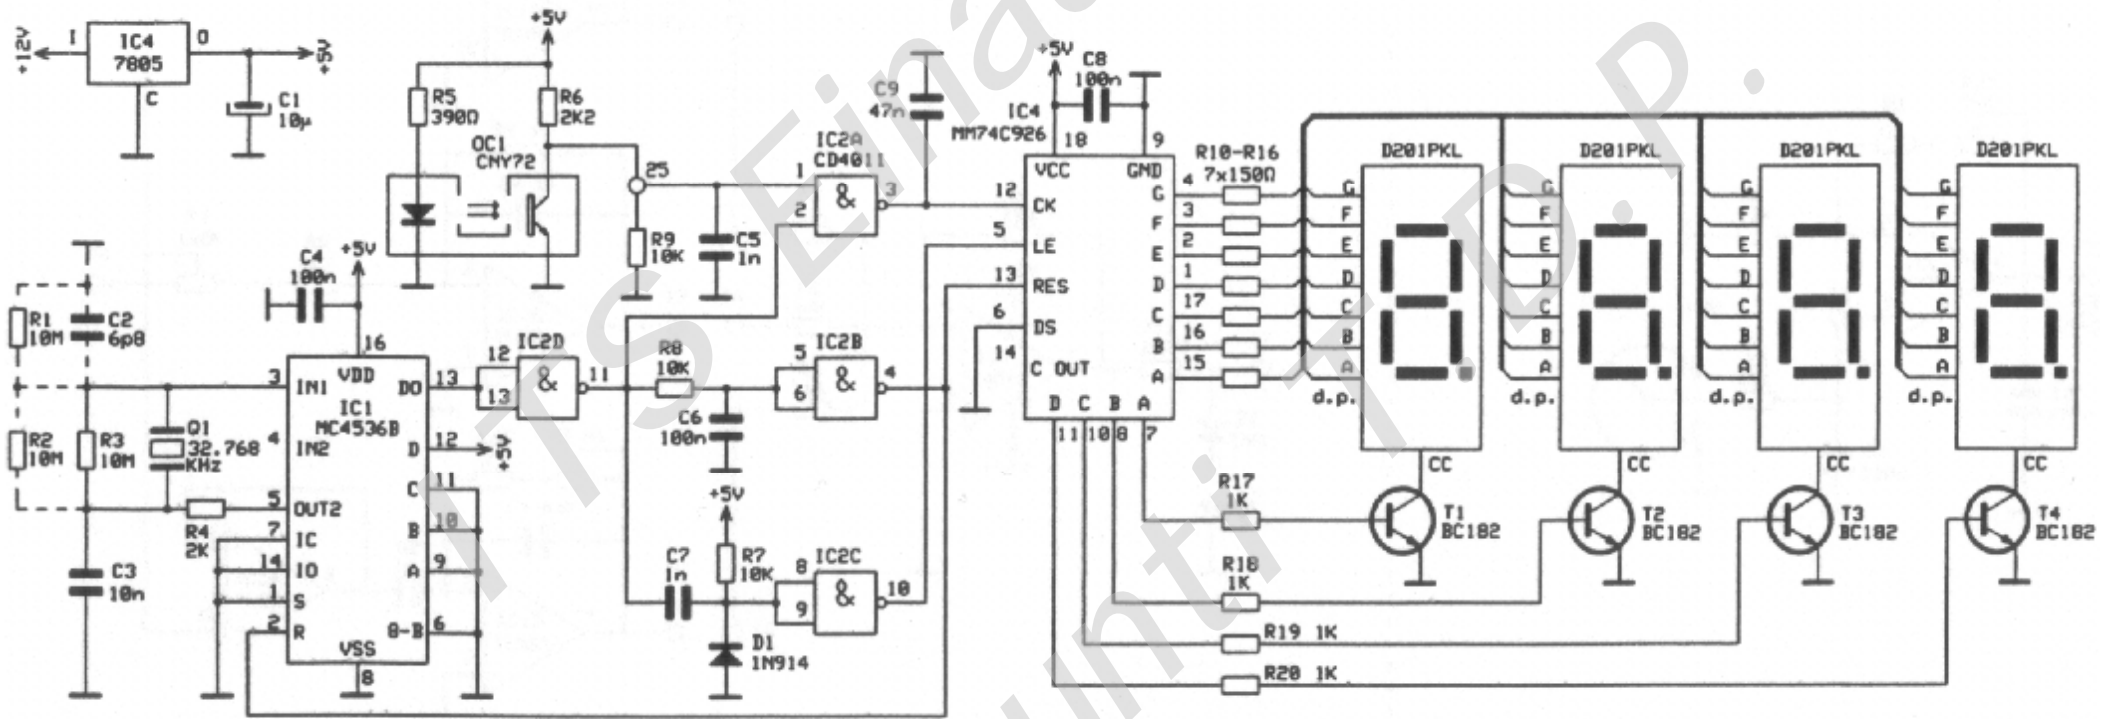 +12V
I
IC4
7805
O
C
+5V
C1
10µ
+5V
R5
390Ω
R6
2K2
OC1
CNY72
25
R9
10K
C5
1n
C9
47n
IC2A
CD4011
1
2
&
3
+5V
C8
100n
IC4
MM74C926
18
9
VCC
GND
12
CK
5
LE
13
RES
6
DS
14
C OUT
G
4
F
3
E
2
D
1
C
17
B
16
A
15
D
C
B
A
11
10
8
7
R10-R16
7x150Ω
D201PKL
G
F
E
D
C
B
A
d.p.
CC
D201PKL
G
F
E
D
C
B
A
d.p.
CC
D201PKL
G
F
E
D
C
B
A
d.p.
CC
D201PKL
G
F
E
D
C
B
A
d.p.
CC
R17
1K
T1
BC182
T2
BC182
T3
BC182
T4
BC182
R18
1K
R19 1K
R20 1K
C4
100n
+5V
R1
10M
C2
6p8
R2
10M
R3
10M
Q1
32.768
KHz
R4
2K
C3
10n
16
VDD
IC1
MC4536B
3
IN1
4
IN2
5
OUT2
7
IC
14
IO
1
S
2
R
VSS
8
DO
13
D
12
+5V
C
11
B
10
A
9
8-B
6
IC2D
12
13
&
11
R8
10K
C6
100n
IC2B
5
6
&
4
+5V
R7
10K
C7
1n
D1
1N914
IC2C
8
9
&
10